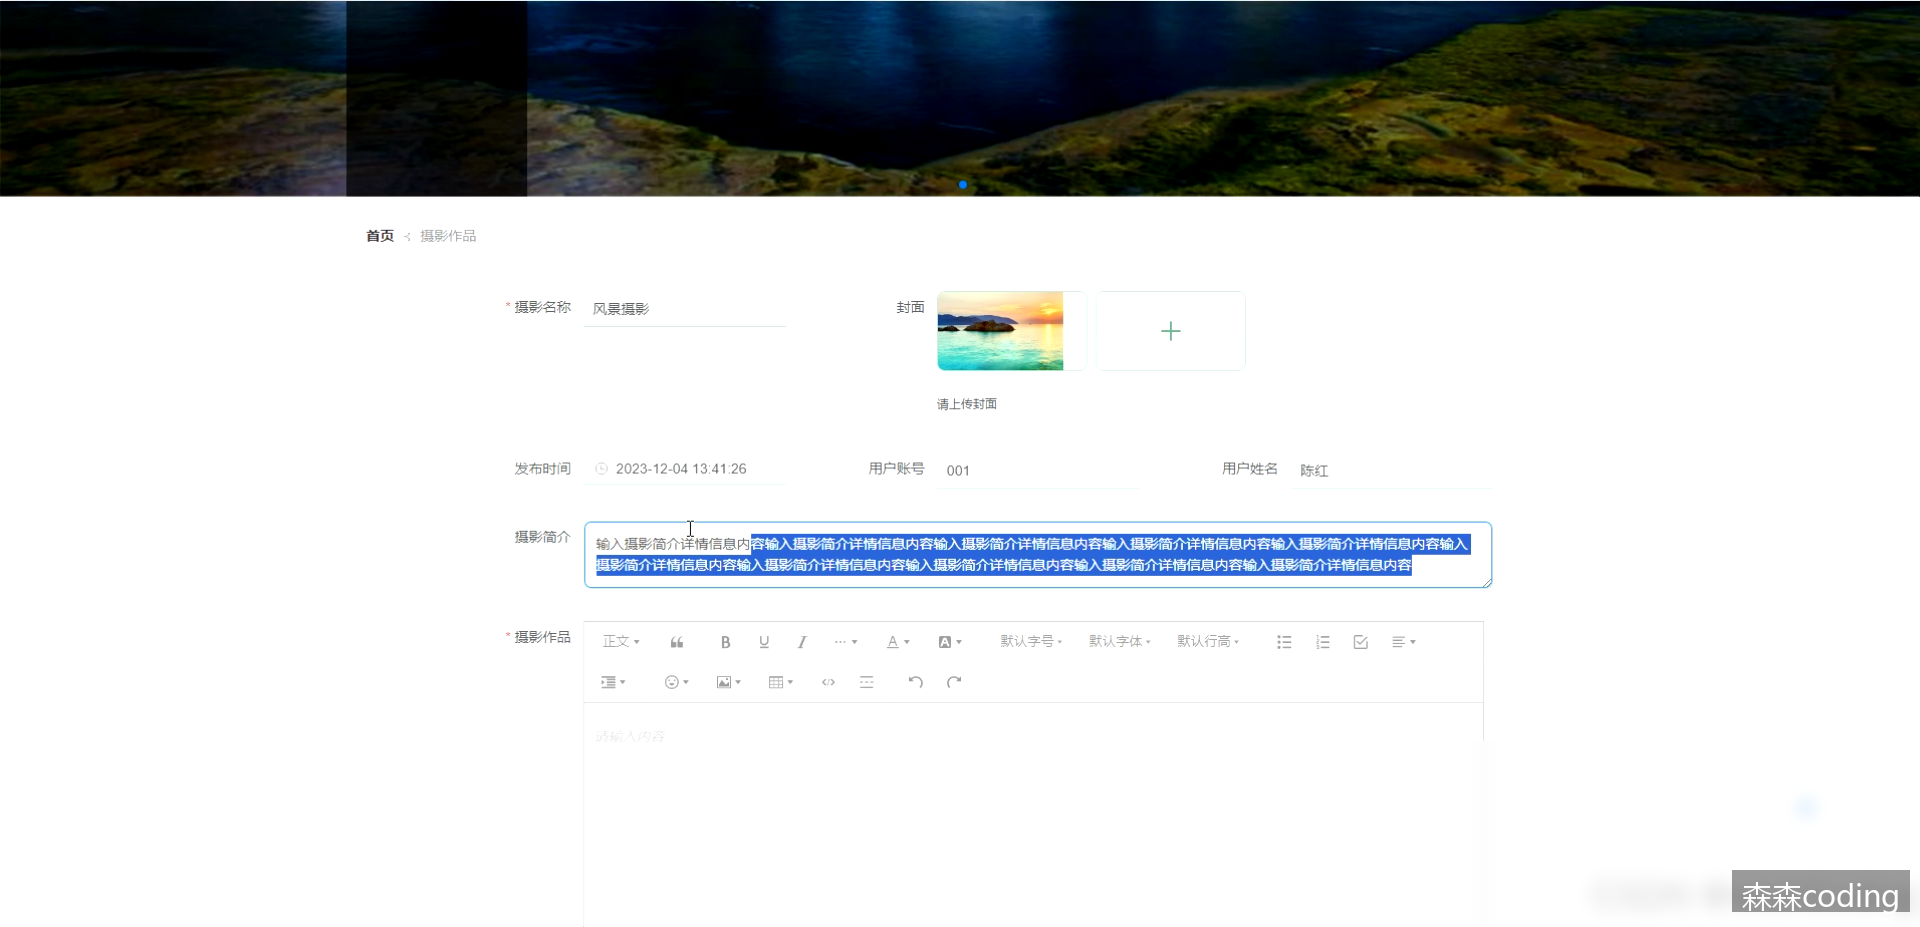 首页 摄影作品
* 摄影名称 风景摄影 封面
请上传封面
发布时间 2023-12-04 13:41:26 用户账号 001 用户姓名 陈红
摄影简介 输入摄影简介详情信息内容输入摄影简介详情信息内容输入摄影简介详情信息内容输入摄影简介详情信息内容输入摄影简介详情信息内容输入
摄影简介详情信息内容输入摄影简介详情信息内容输入摄影简介详情信息内容输入摄影简介详情信息内容输入摄影简介详情信息内容
* 摄影作品 正文 B U I A A 默认字号 默认字体 默认行高
请输入内容
森森coding